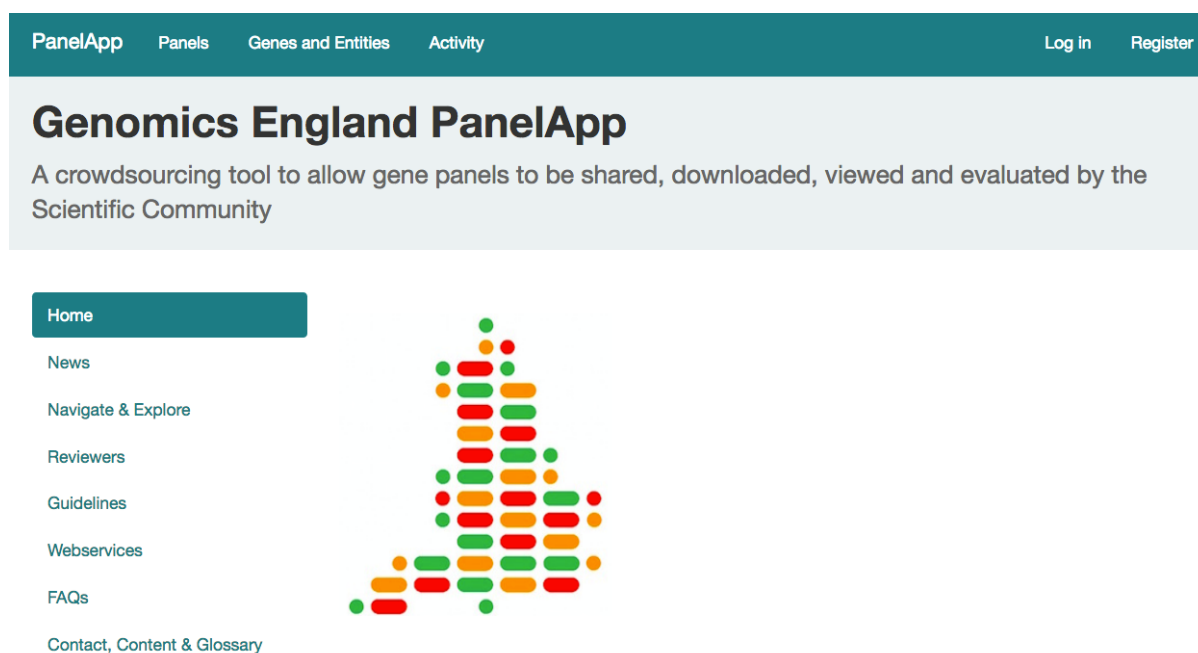 PanelApp Panels Genes and Entities Activity Log in Register
Genomics England PanelApp
A crowdsourcing tool to allow gene panels to be shared, downloaded, viewed and evaluated by the
Scientific Community
Home
News
Navigate & Explore
Reviewers
Guidelines
Webservices
FAQs
Contact, Content & Glossary